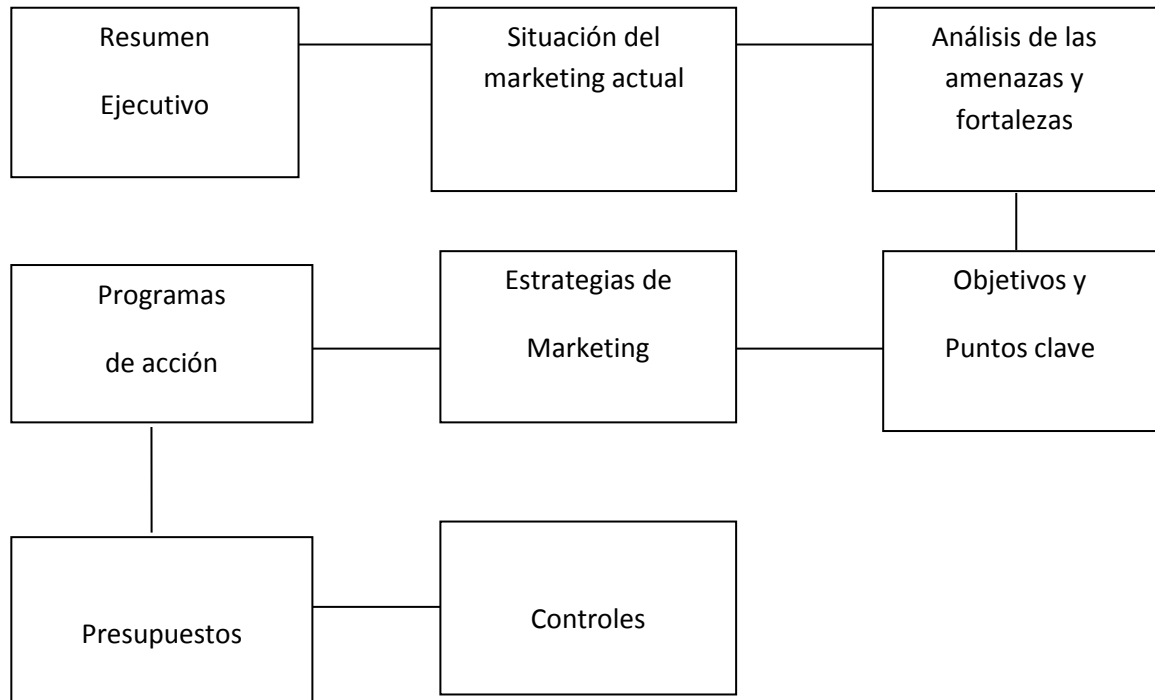 Resumen
Ejecutivo
Situación del
marketing actual
Análisis de las
amenazas y
fortalezas
Programas
de acción
Estrategias de
Marketing
Objetivos y
Puntos clave
Presupuestos
Controles